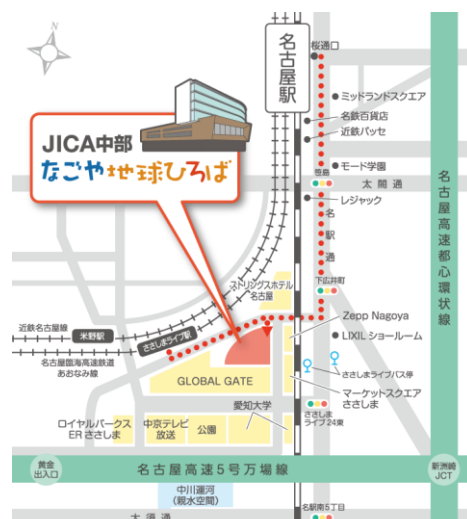 N
名古屋駅
桜通口
ミッドランドスクエア
名鉄百貨店
近鉄パッセ
JICA中部
なごや地球ひろば
モード学園
笹島
太閤通
レジャック
名駅通
名古屋高速都心環状線
下広井町
ストリングスホテル
名古屋
近鉄名古屋線
米野駅
ささしまライブ駅
Zepp Nagoya
LIXIL ショールーム
名古屋臨海高速鉄道
あおなみ線
GLOBAL GATE
ささしまライブバス停
マーケットスクエア
ささしま
愛知大学
ロイヤルパークス
ER ささしま
中京テレビ
放送
公園
ささしま
ライブ24東
黄金
出入口
名古屋高速5号万場線
新洲崎
JCT
中川運河
(親水空間)
名駅南5丁目
大須通